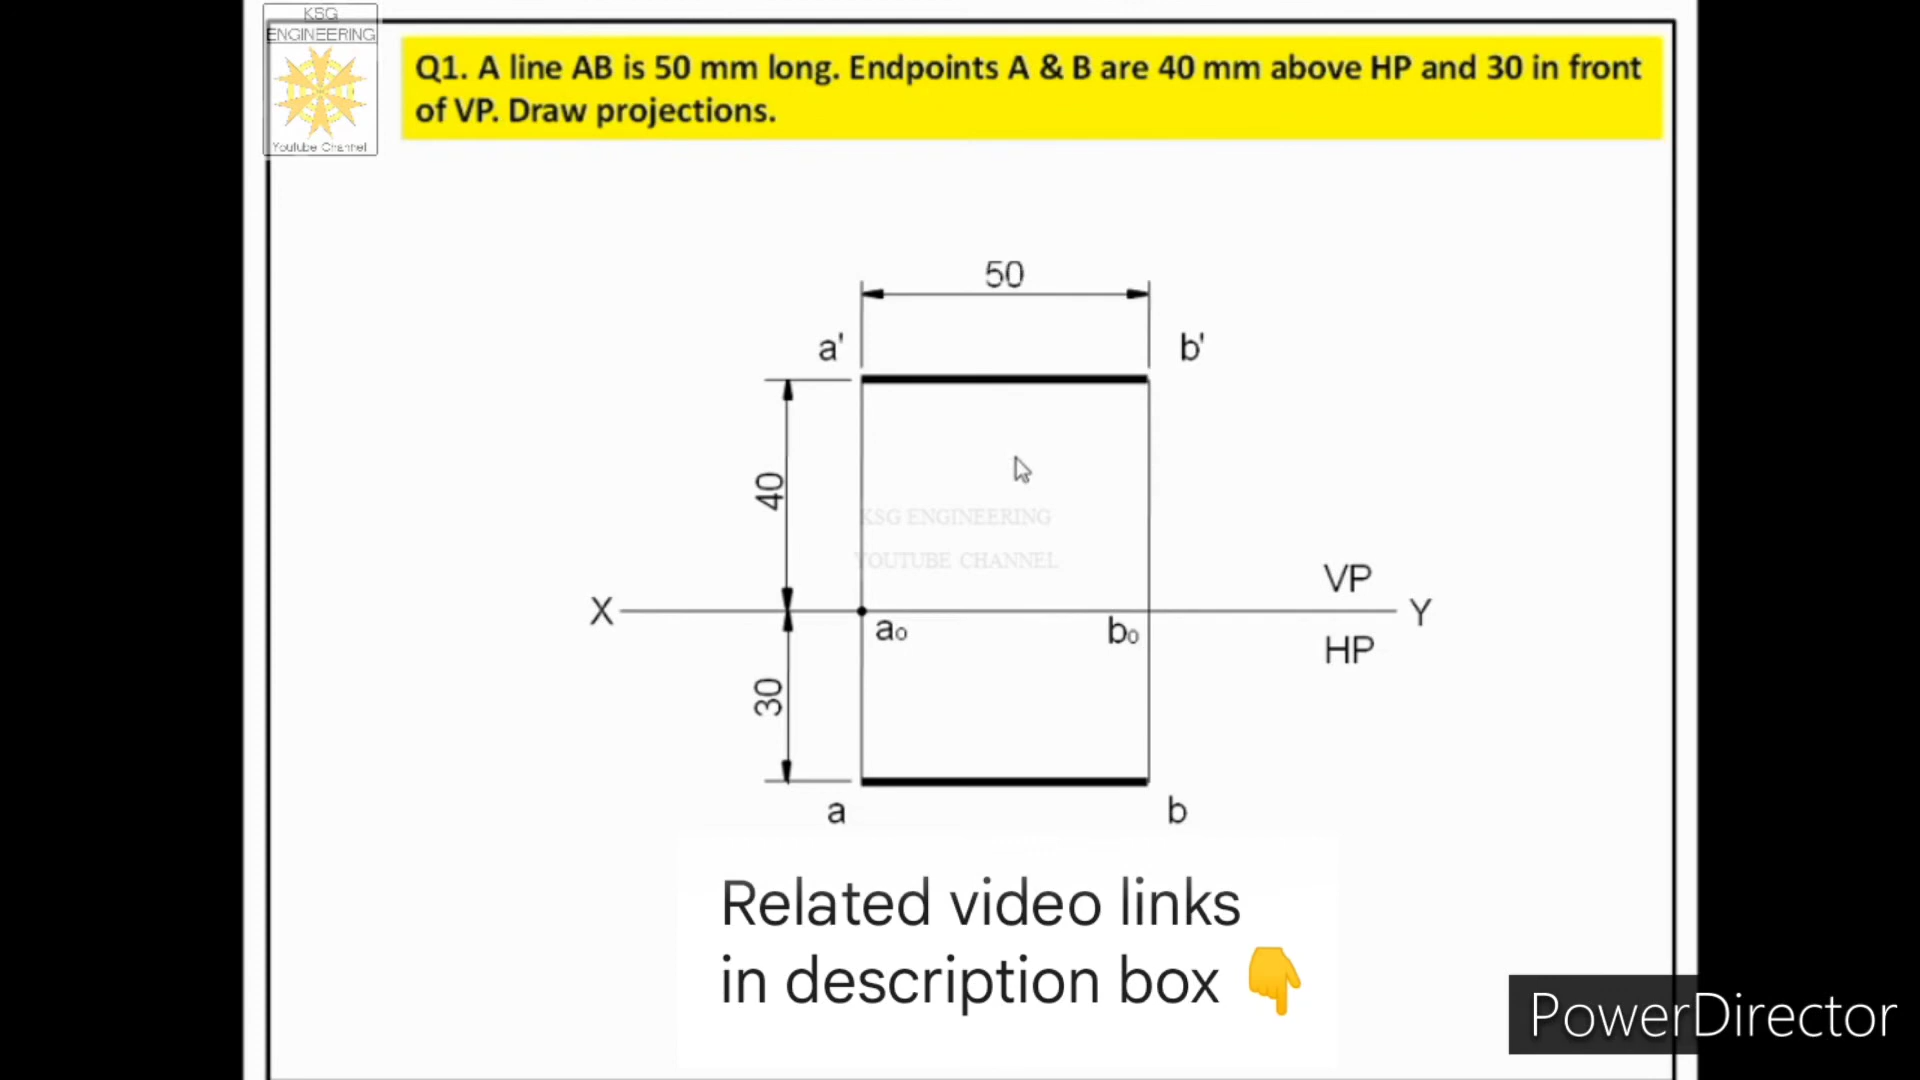 KSG
ENGINEERING
Youtube Channel
Q1. A line AB is 50 mm long. Endpoints A & B are 40 mm above HP and 30 in front
of VP. Draw projections.
50
a'
b'
40
KSG ENGINEERING
YOUTUBE CHANNEL
VP
X
Y
a₀
b₀
HP
30
a
b
Related video links
in description box 👇
PowerDirector